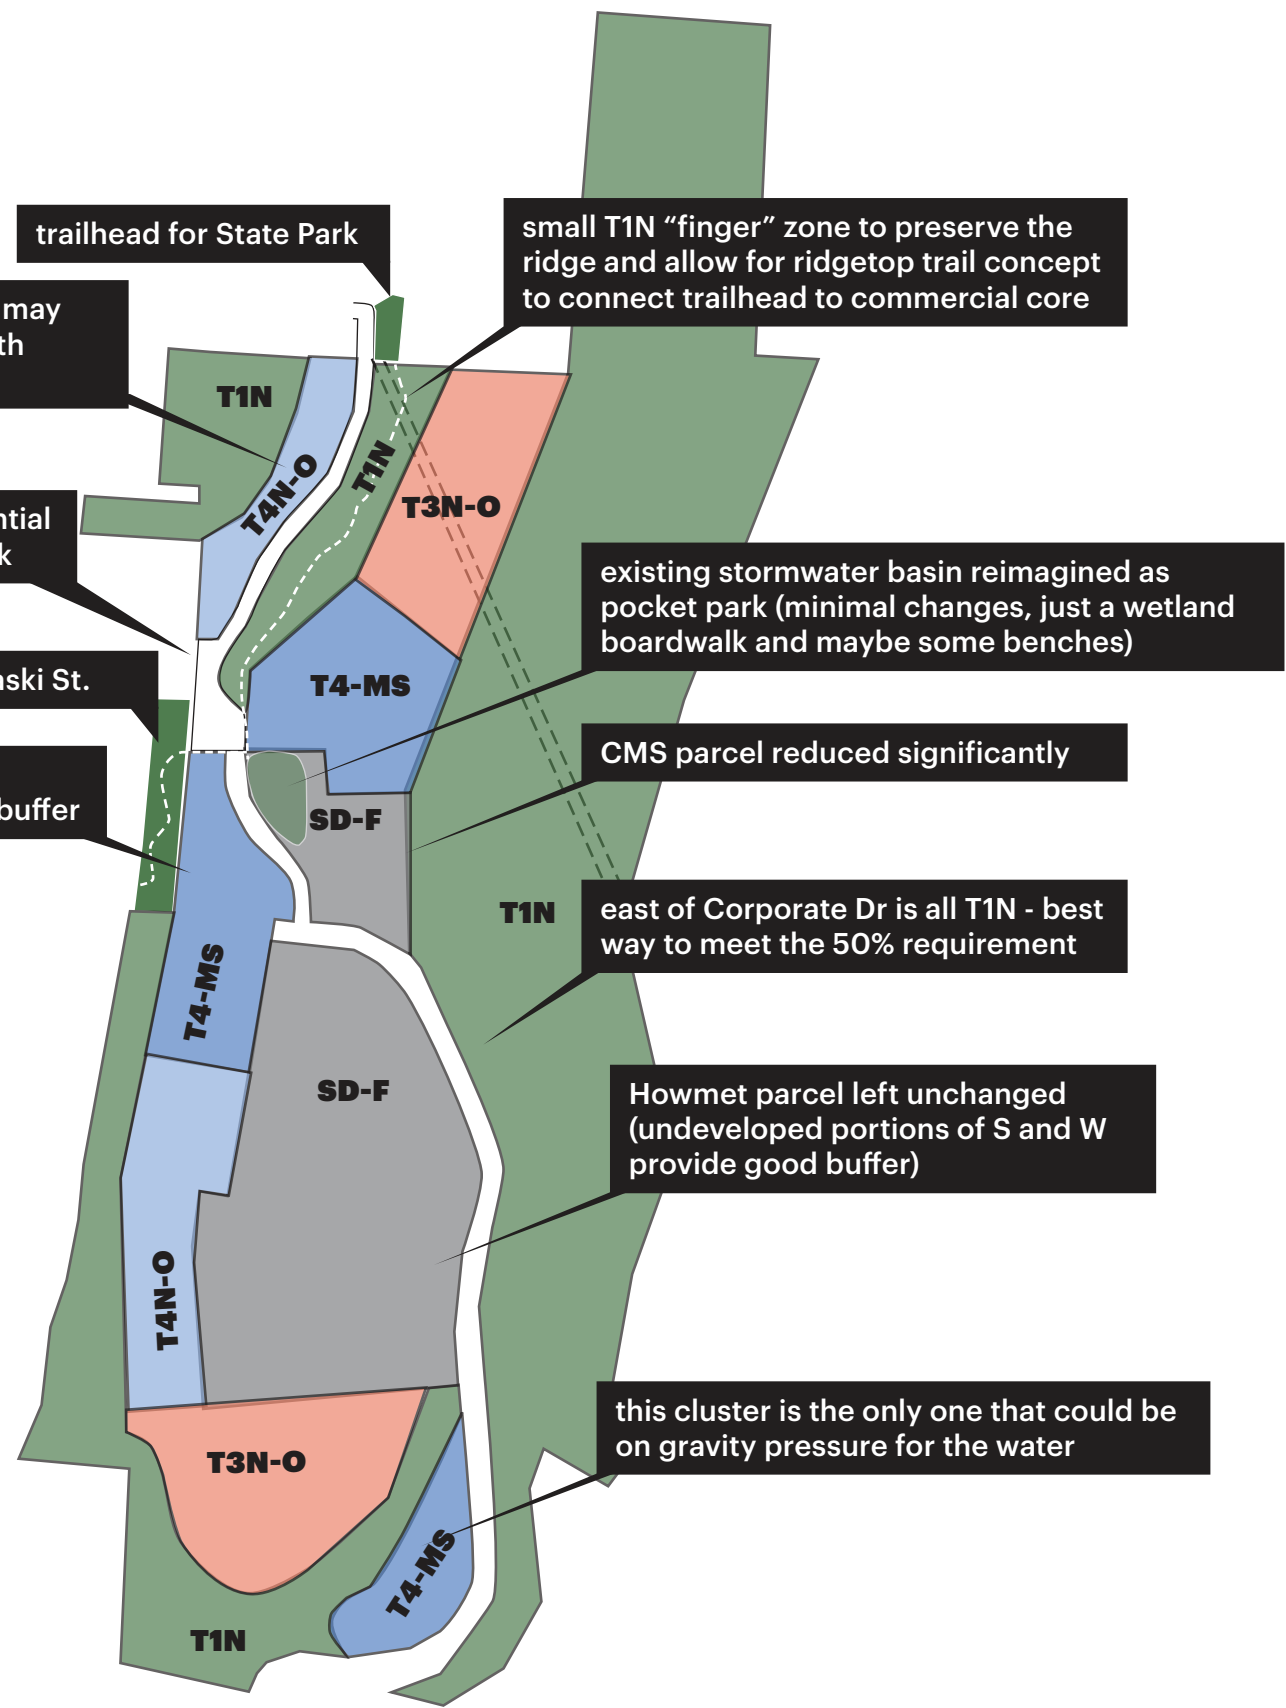 trailhead for State Park
small T1N “finger” zone to preserve the
ridge and allow for ridgetop trail concept
to connect trailhead to commercial core
may
T1N
T4N-O
T1N
T3N-O
existing stormwater basin reimagined as
pocket park (minimal changes, just a wetland
boardwalk and maybe some benches)
St.
T4-MS
CMS parcel reduced significantly
buffer
SD-F
T1N
east of Corporate Dr is all T1N - best
way to meet the 50% requirement
T4-MS
SD-F
Howmet parcel left unchanged
(undeveloped portions of S and W
provide good buffer)
T4N-O
this cluster is the only one that could be
on gravity pressure for the water
T3N-O
T4-MS
T1N